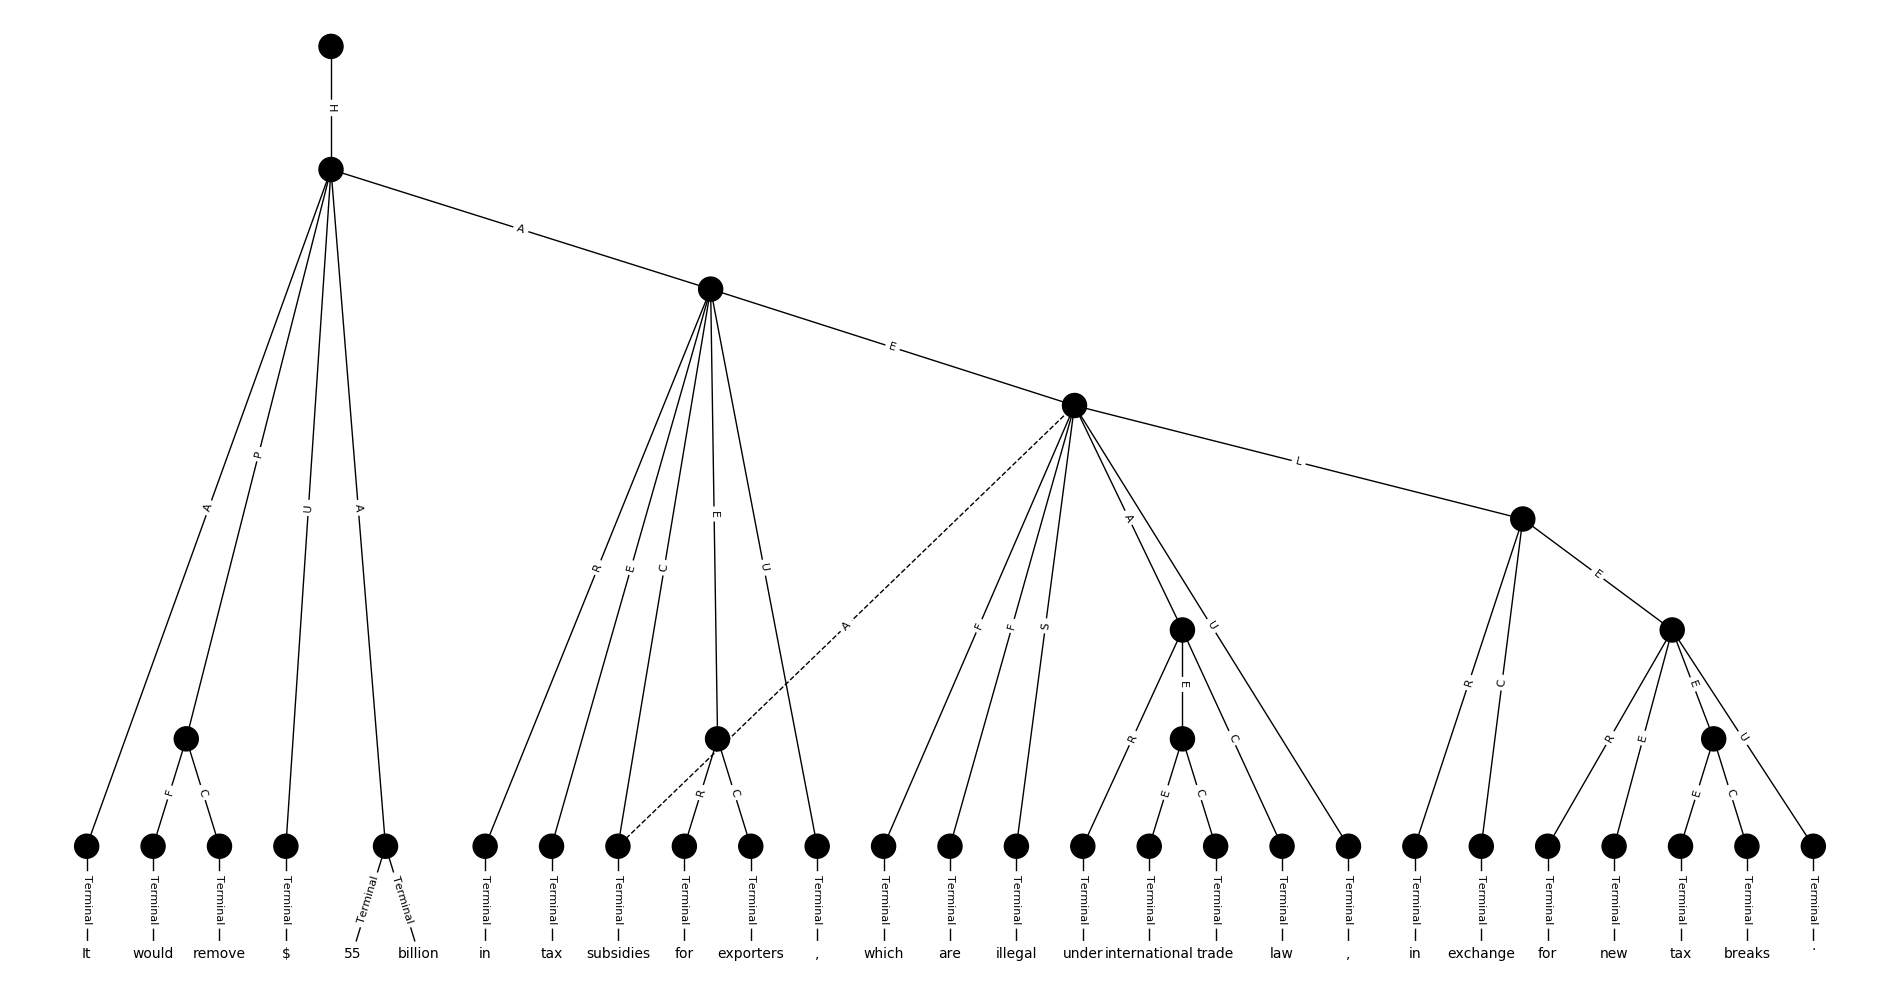 H
A
E
A P U A
L
R E C E U
A F F S A U
E
R C
R E C
R E E U
F C
R C
E C
E C
Terminal Terminal Terminal Terminal Terminal Terminal Terminal Terminal Terminal Terminal Terminal Terminal Terminal Terminal Terminal Terminal Terminal Terminal Terminal Terminal Terminal Terminal Terminal Terminal Terminal Terminal Terminal
It would remove $ 55 billion in tax subsidies for exporters , which are illegal under international trade law , in exchange for new tax breaks .